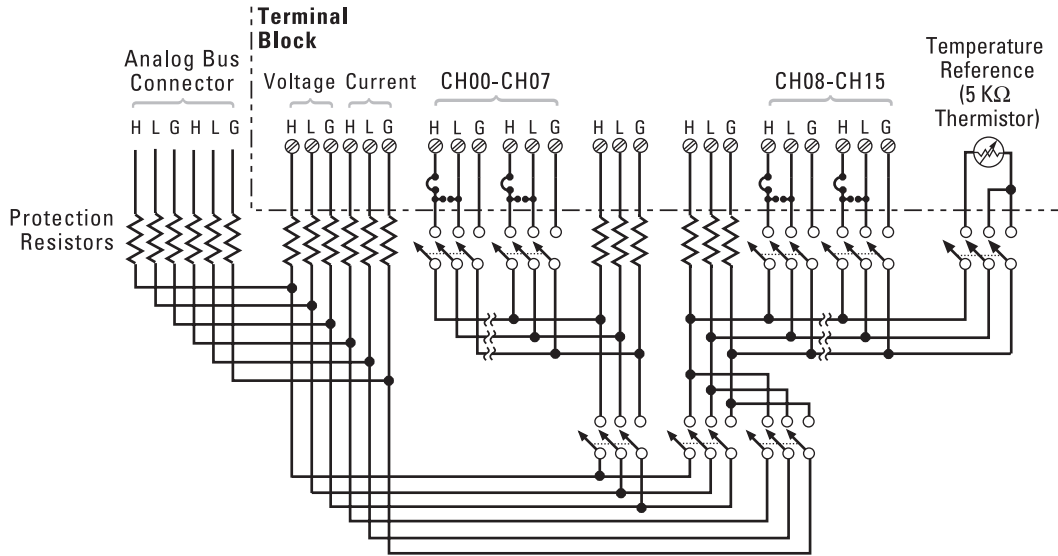 Terminal
Block
Analog Bus
Connector
Voltage Current
CH00-CH07
CH08-CH15
Temperature
Reference
(5 KΩ
Thermistor)
H L G H L G
H L G H L G
H L G H L G
H L G
H L G
H L G H L G
Protection
Resistors